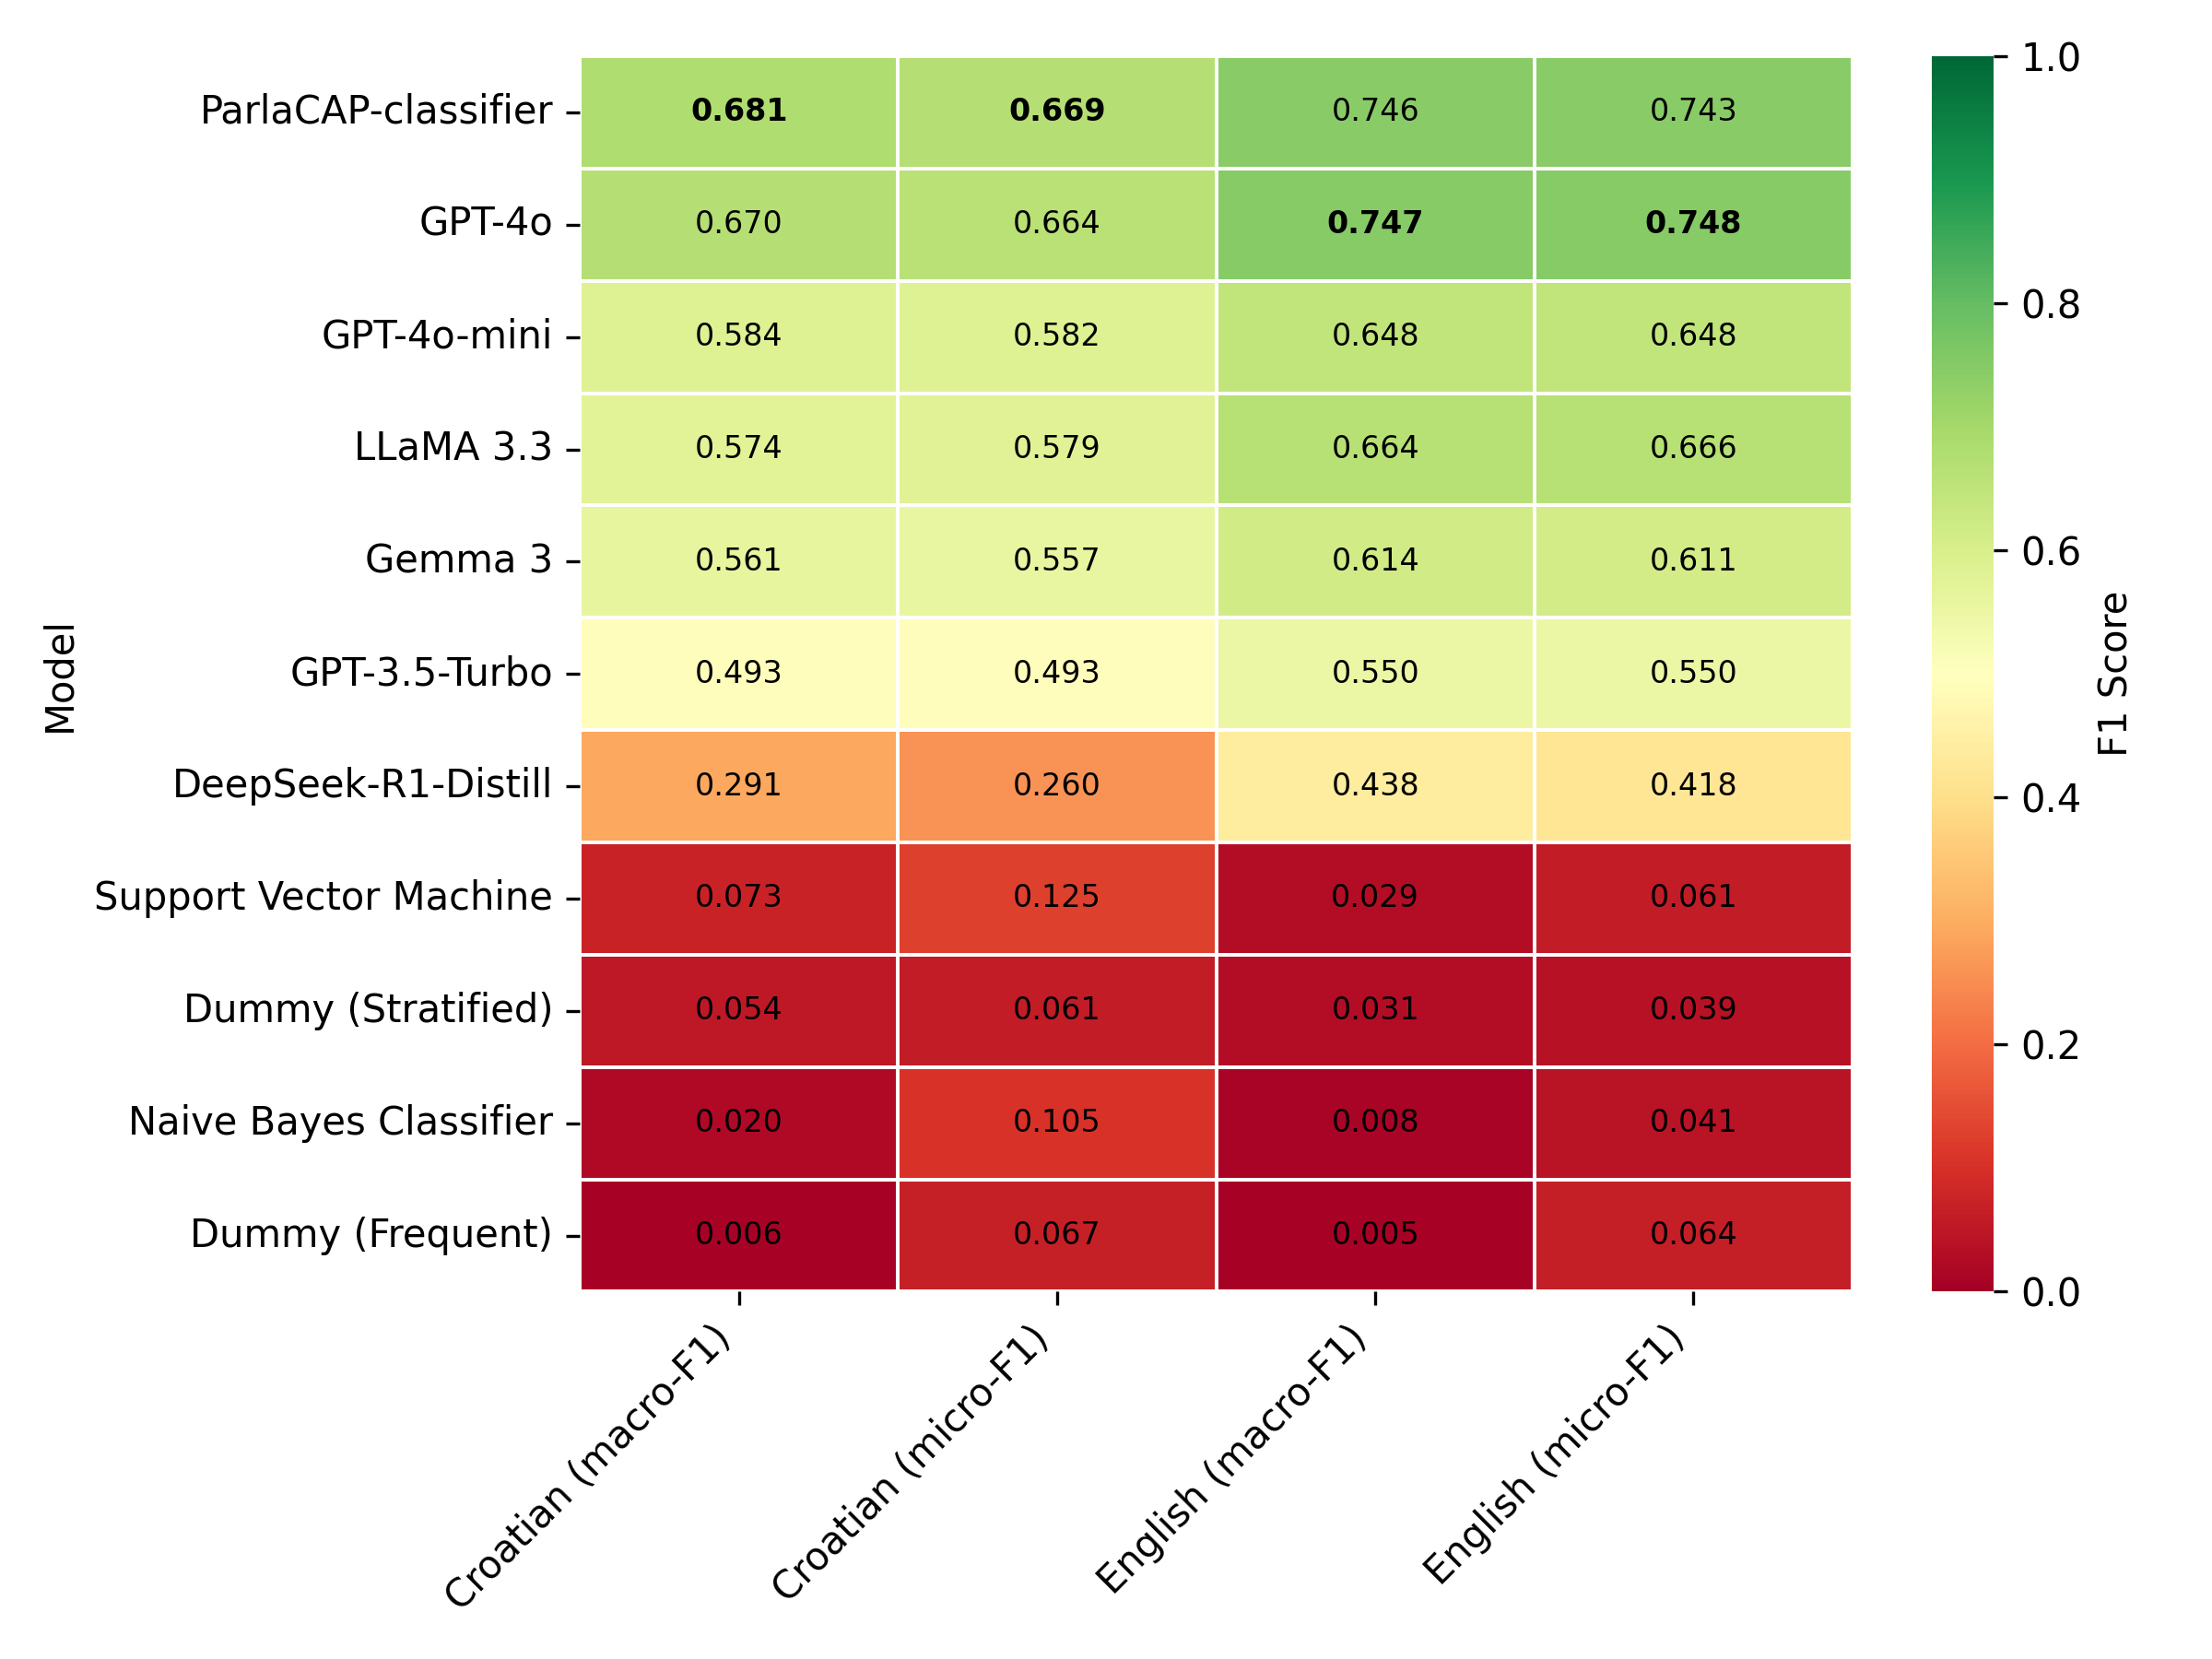 ParlaCAP-classifier 0.681 0.669 0.746 0.743
GPT-4o 0.670 0.664 0.747 0.748
GPT-4o-mini 0.584 0.582 0.648 0.648
LLaMA 3.3 0.574 0.579 0.664 0.666
Gemma 3 0.561 0.557 0.614 0.611
GPT-3.5-Turbo 0.493 0.493 0.550 0.550
DeepSeek-R1-Distill 0.291 0.260 0.438 0.418
Support Vector Machine 0.073 0.125 0.029 0.061
Dummy (Stratified) 0.054 0.061 0.031 0.039
Naive Bayes Classifier 0.020 0.105 0.008 0.041
Dummy (Frequent) 0.006 0.067 0.005 0.064
Model
Croatian (macro-F1)
Croatian (micro-F1)
English (macro-F1)
English (micro-F1)
1.0
0.8
0.6
0.4
0.2
0.0
F1 Score